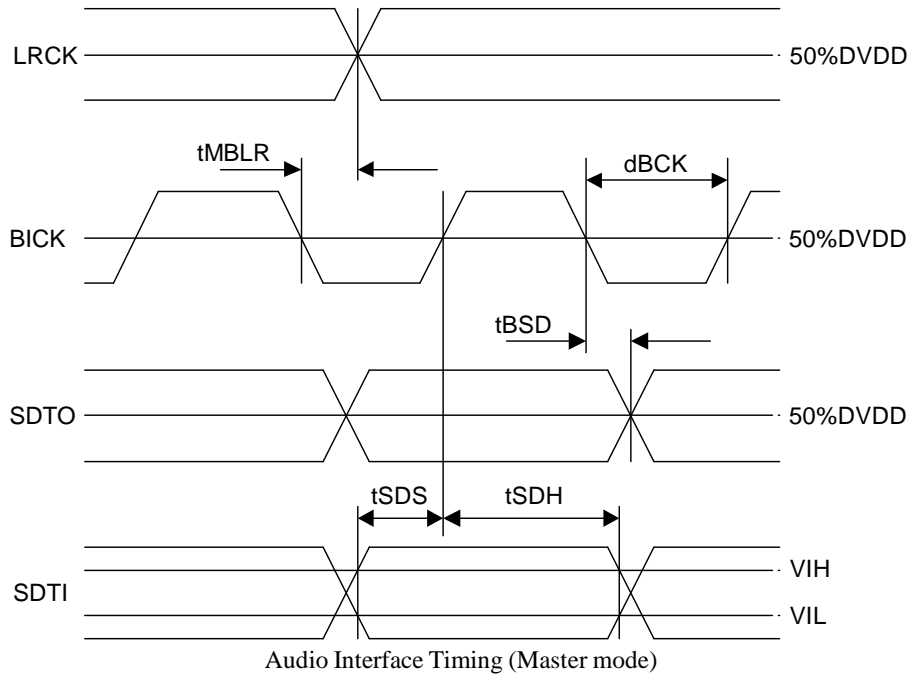 LRCK
50%DVDD
tMBLR
dBCK
BICK
50%DVDD
tBSD
SDTO
50%DVDD
tSDS
tSDH
SDTI
VIH
VIL
Audio Interface Timing (Master mode)